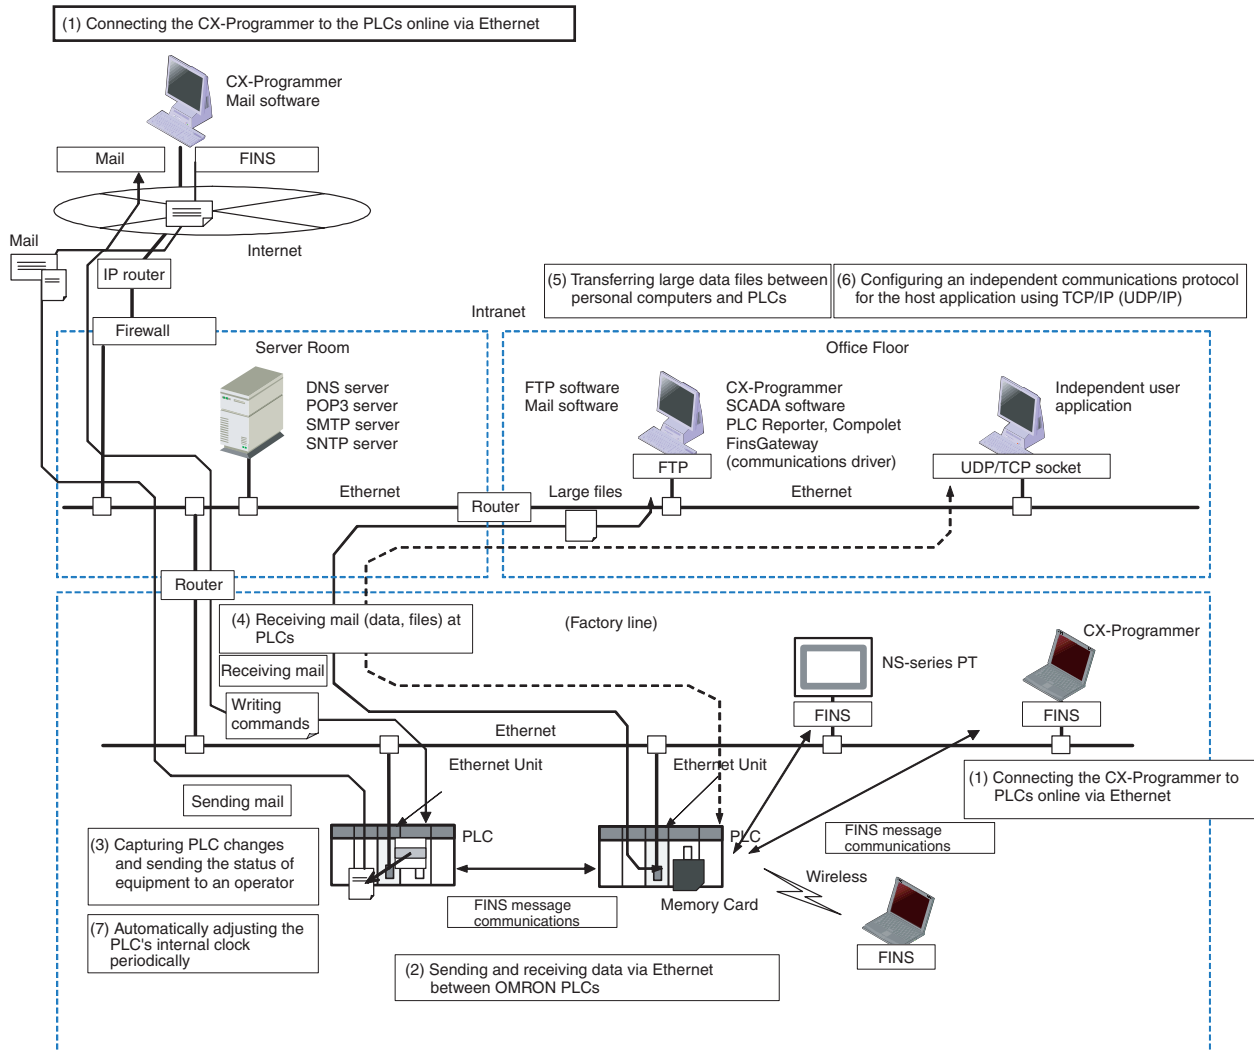 (1) Connecting the CX-Programmer to the PLCs online via Ethernet
CX-Programmer
Mail software
Mail
FINS
Mail
Internet
IP router
Firewall
Intranet
(5) Transferring large data files between
personal computers and PLCs
(6) Configuring an independent communications protocol
for the host application using TCP/IP (UDP/IP)
Server Room
DNS server
POP3 server
SMTP server
SNTP server
Office Floor
FTP software
Mail software
CX-Programmer
SCADA software
PLC Reporter, Compolet
FinsGateway
(communications driver)
Independent user
application
FTP
UDP/TCP socket
Ethernet
Router
Large files
Ethernet
Router
(4) Receiving mail (data, files) at
PLCs
(Factory line)
Receiving mail
Writing
commands
NS-series PT
CX-Programmer
FINS
FINS
Ethernet
Ethernet Unit
Ethernet Unit
(1) Connecting the CX-Programmer to
PLCs online via Ethernet
Sending mail
PLC
PLC
FINS message
communications
(3) Capturing PLC changes
and sending the status of
equipment to an operator
Wireless
Memory Card
FINS message
communications
(7) Automatically adjusting the
PLC's internal clock
periodically
FINS
(2) Sending and receiving data via Ethernet
between OMRON PLCs